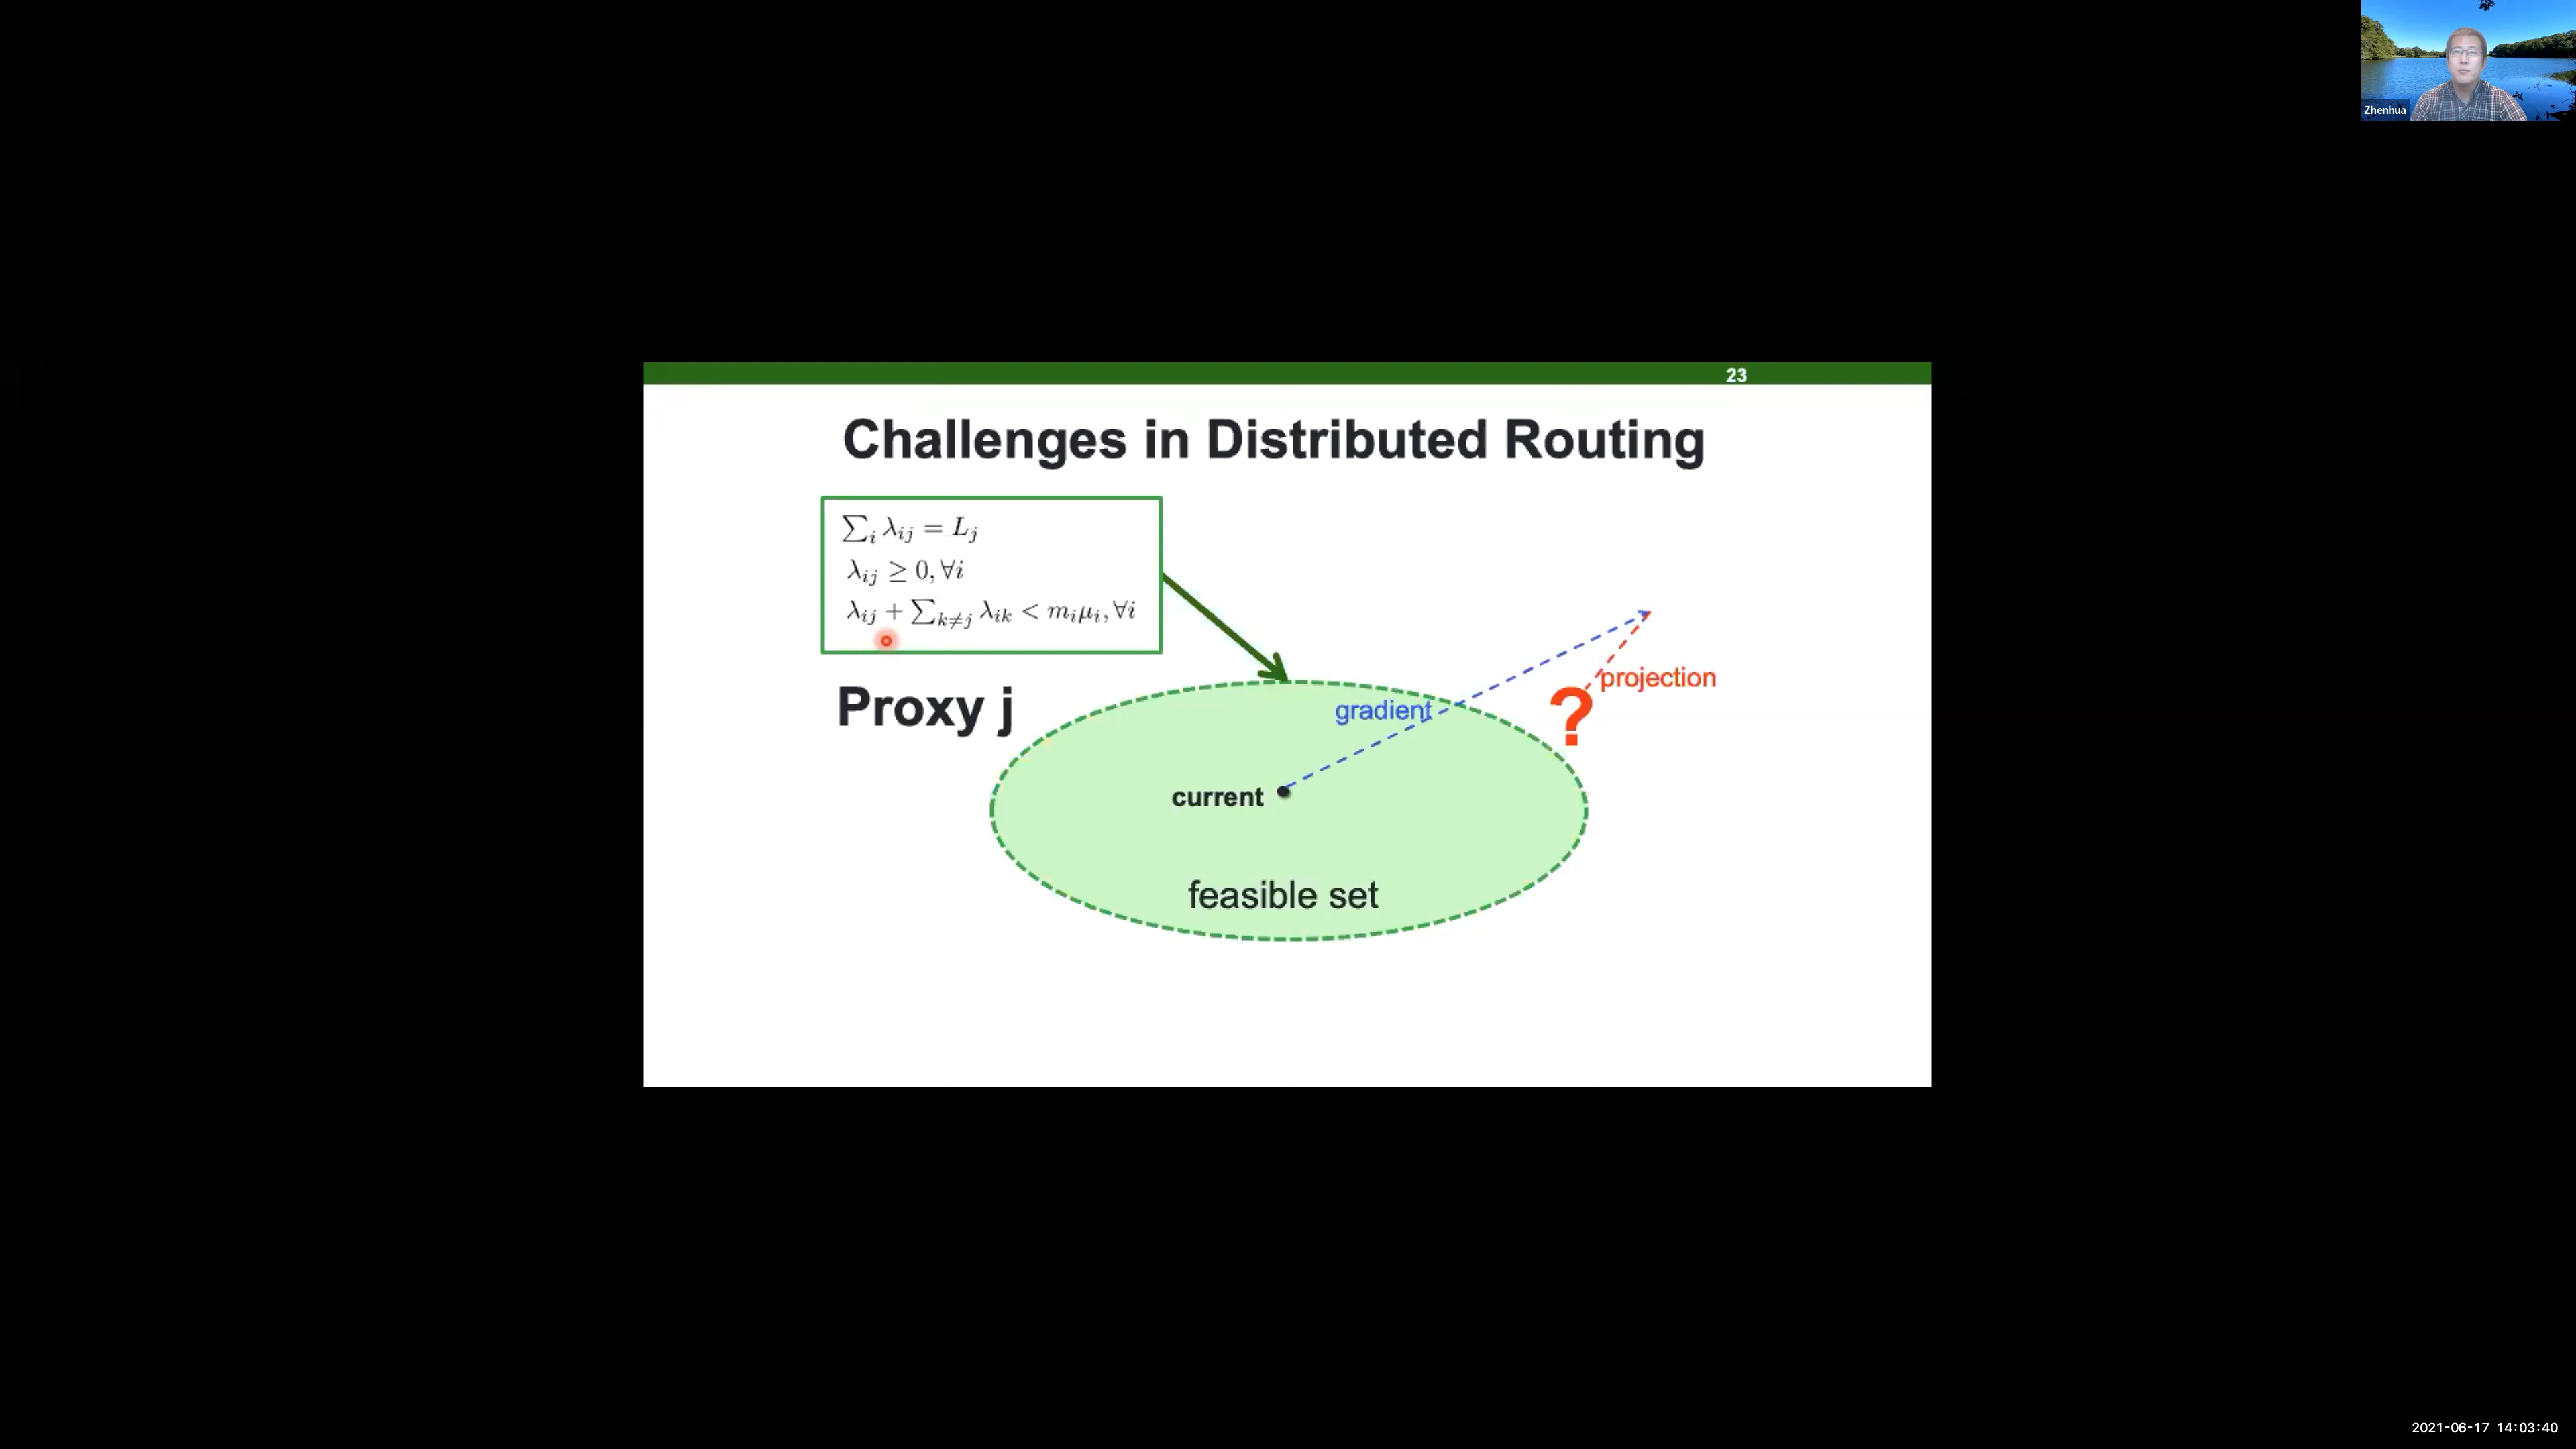 Zhenhua
23
Challenges in Distributed Routing
∑_i λ_ij = L_j
λ_ij ≥ 0, ∀i
λ_ij + ∑_{k≠j} λ_ik < m_i μ_i, ∀i
Proxy j
projection
gradient
?
current
feasible set
2021-06-17 14:03:40